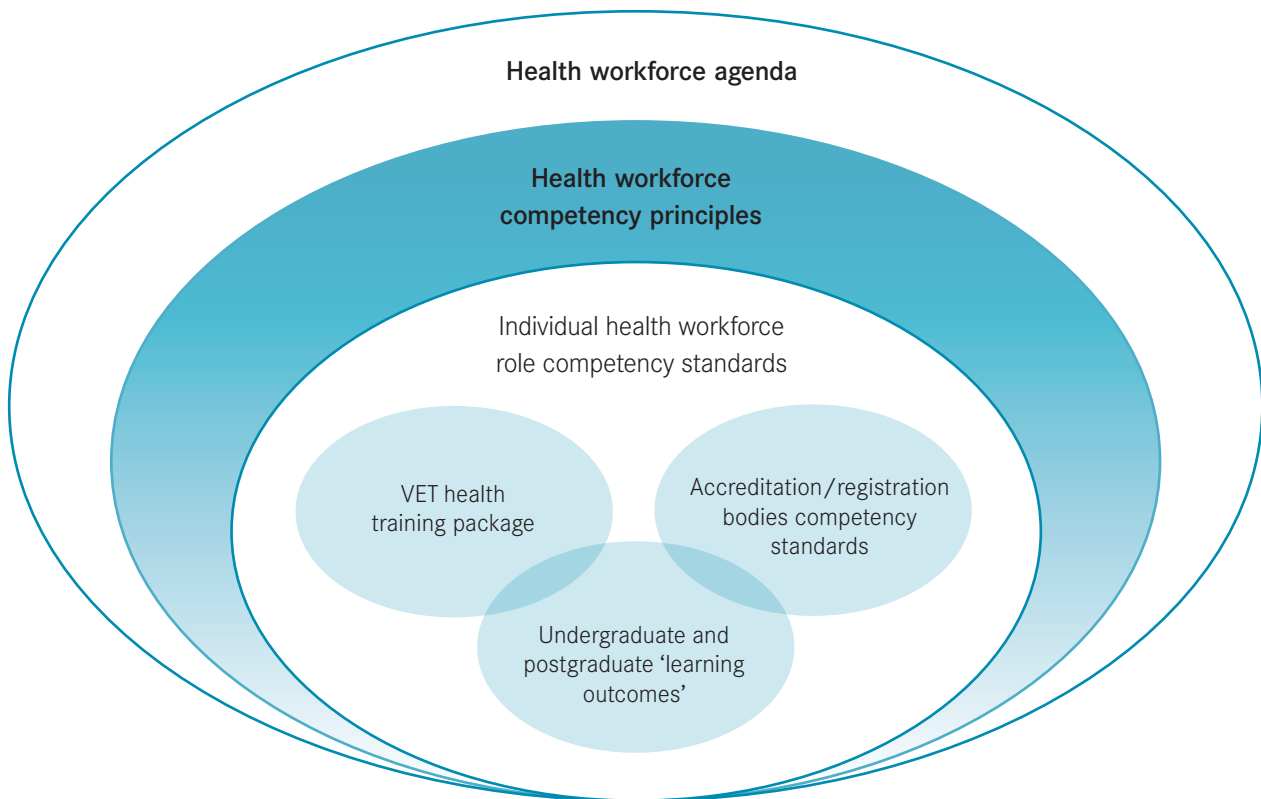 Health workforce agenda
Health workforce
competency principles
Individual health workforce
role competency standards
VET health
training package
Accreditation/registration
bodies competency
standards
Undergraduate and
postgraduate ‘learning
outcomes’